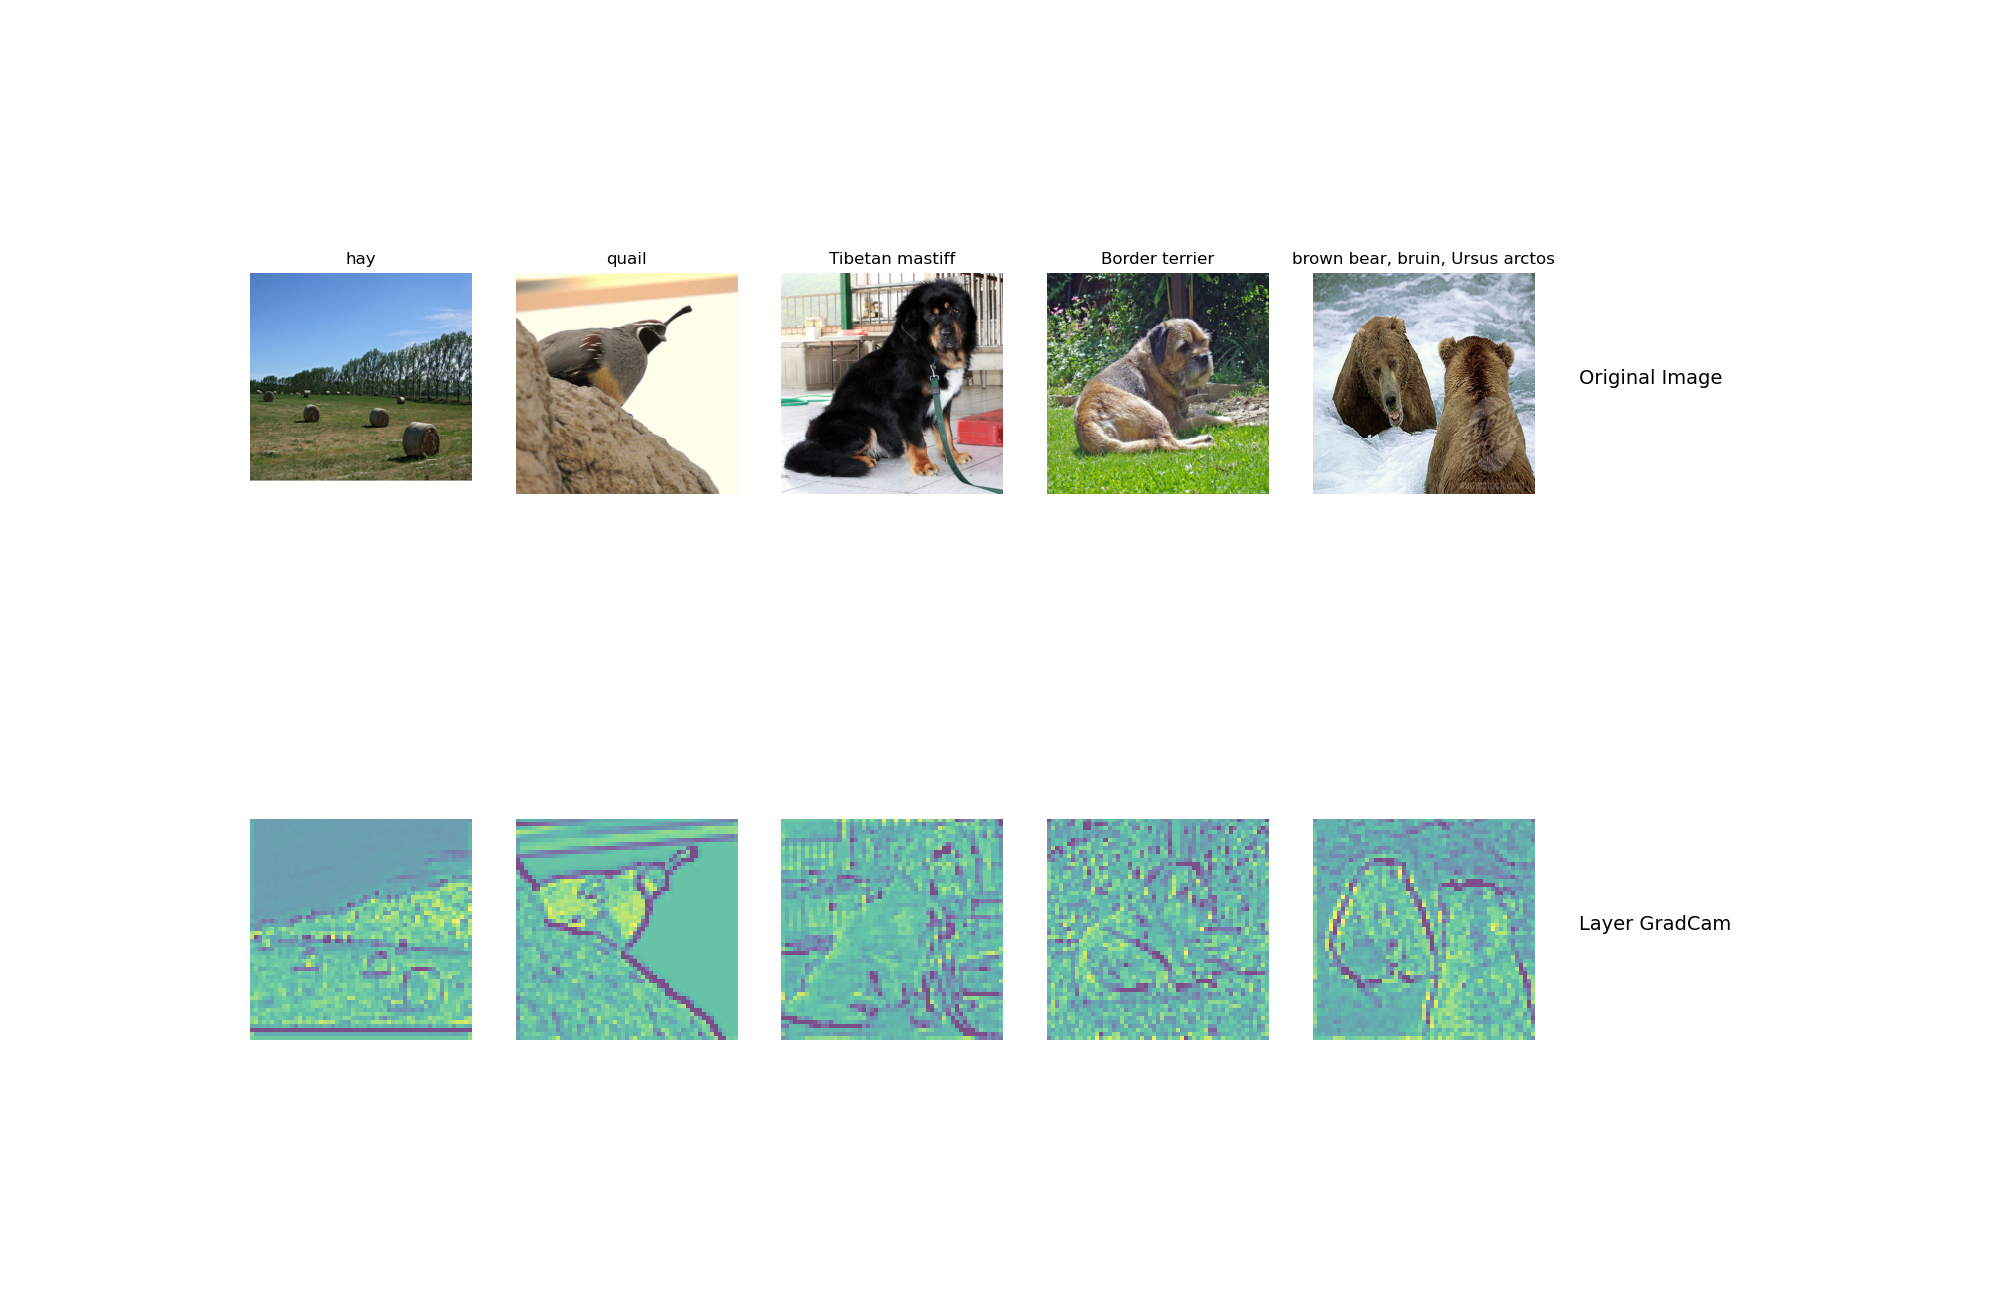 hay
quail
Tibetan mastiff
Border terrier
brown bear, bruin, Ursus arctos
Original Image
Layer GradCam